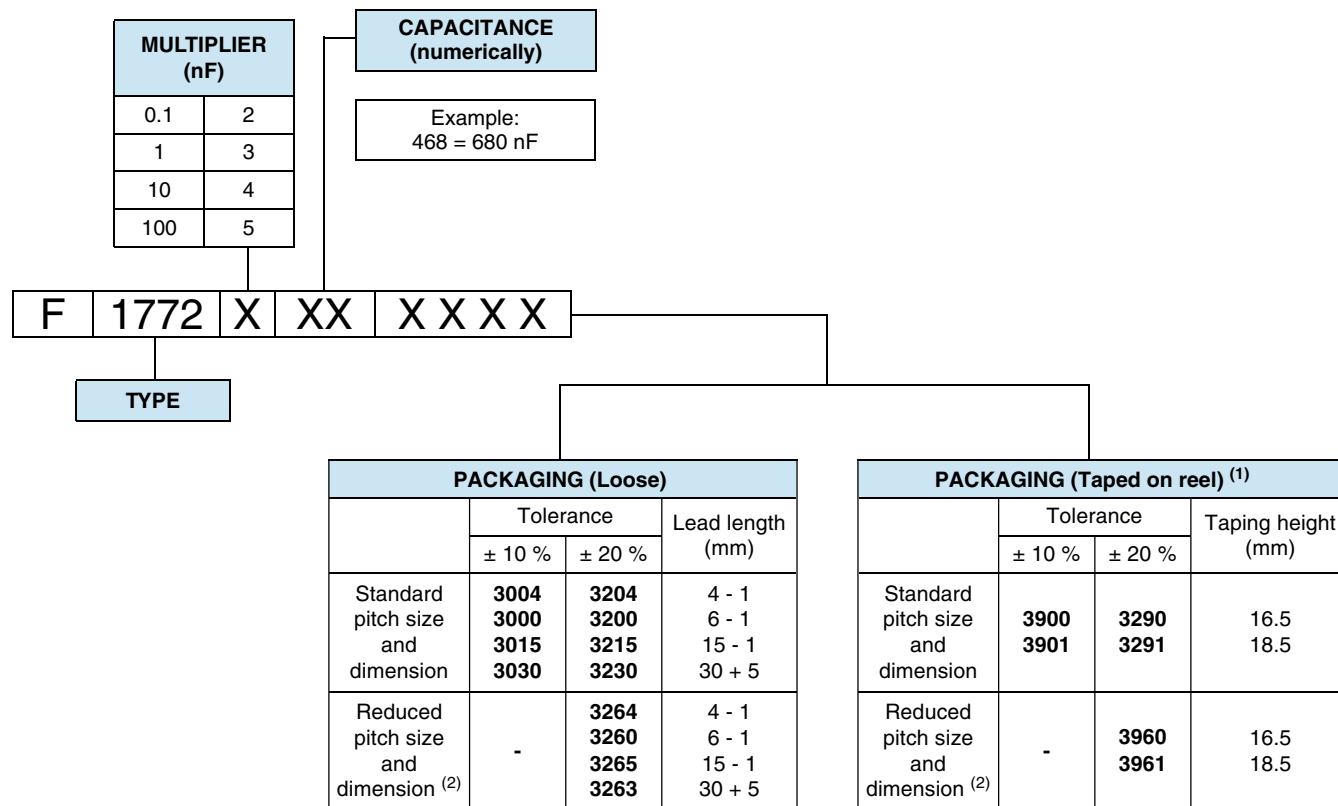 MULTIPLIER
(nF)
0.1 2
1 3
10 4
100 5
CAPACITANCE
(numerically)
Example:
468 = 680 nF
F 1772 X XX X X X X
TYPE
PACKAGING (Loose)
Tolerance
± 10 % ± 20 %
Lead length
(mm)
Standard
pitch size
and
dimension
3004 3204 4 - 1
3000 3200 6 - 1
3015 3215 15 - 1
3030 3230 30 + 5
Reduced
pitch size
and
dimension (2)
-
3264 4 - 1
3260 6 - 1
3265 15 - 1
3263 30 + 5
PACKAGING (Taped on reel) (1)
Tolerance
± 10 % ± 20 %
Taping height
(mm)
Standard
pitch size
and
dimension
3900 3290 16.5
3901 3291 18.5
Reduced
pitch size
and
dimension (2)
-
3960 16.5
3961 18.5